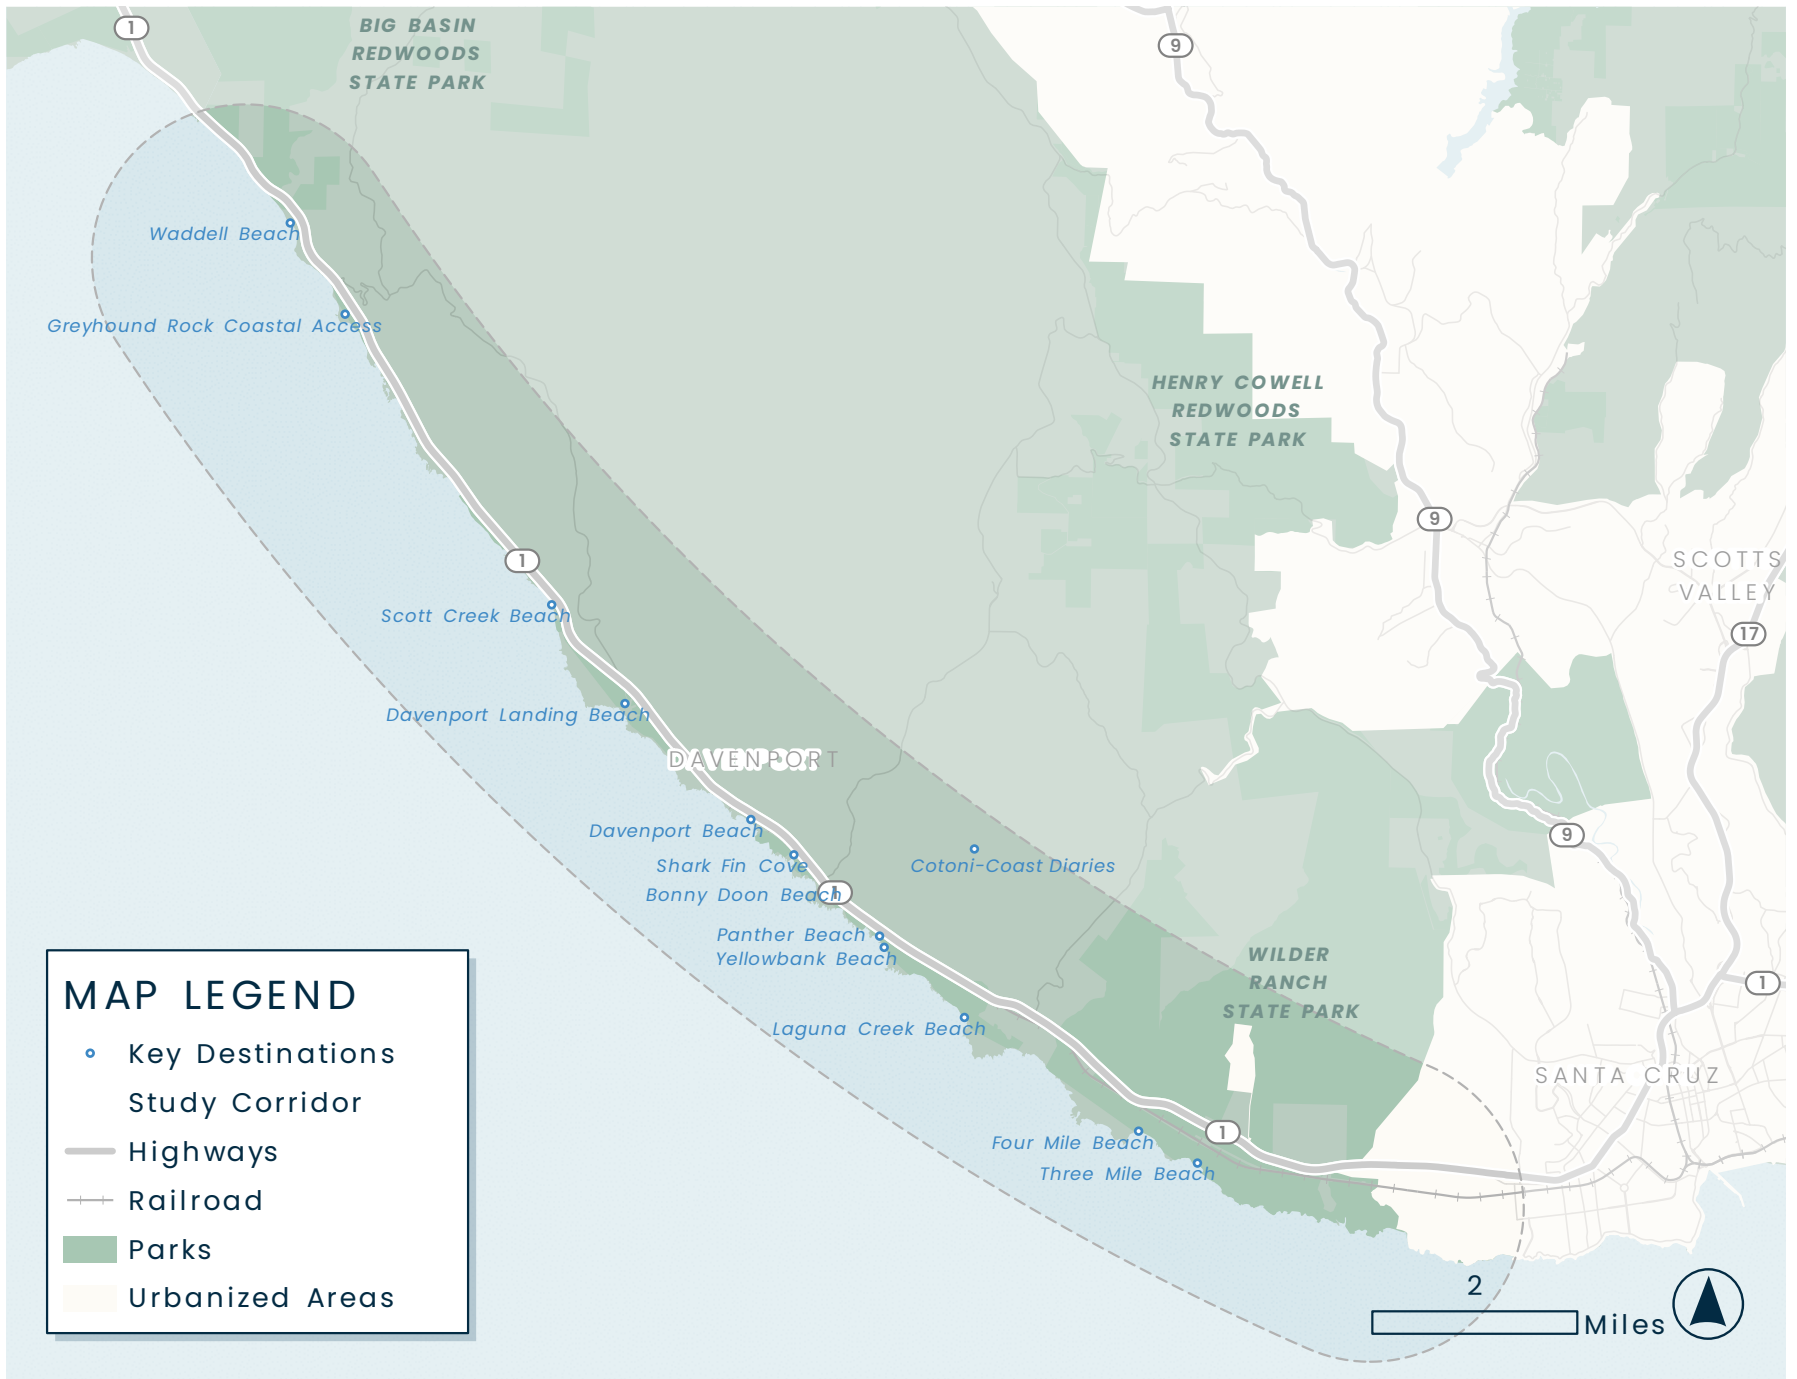 1
BIG BASIN
REDWOODS
STATE PARK
9
Waddell Beach
Greyhound Rock Coastal Access
HENRY COWELL
REDWOODS
STATE PARK
9
1
SCOTTS
VALLEY
17
Scott Creek Beach
Davenport Landing Beach
DAVENPORT
9
Davenport Beach
Shark Fin Cove
Cotoni-Coast Diaries
Bonny Doon Beach
1
Panther Beach
Yellowbank Beach
WILDER
RANCH
STATE PARK
1
Laguna Creek Beach
SANTA CRUZ
Four Mile Beach
1
Three Mile Beach
MAP LEGEND
Key Destinations
Study Corridor
Highways
Railroad
Parks
Urbanized Areas
2
Miles